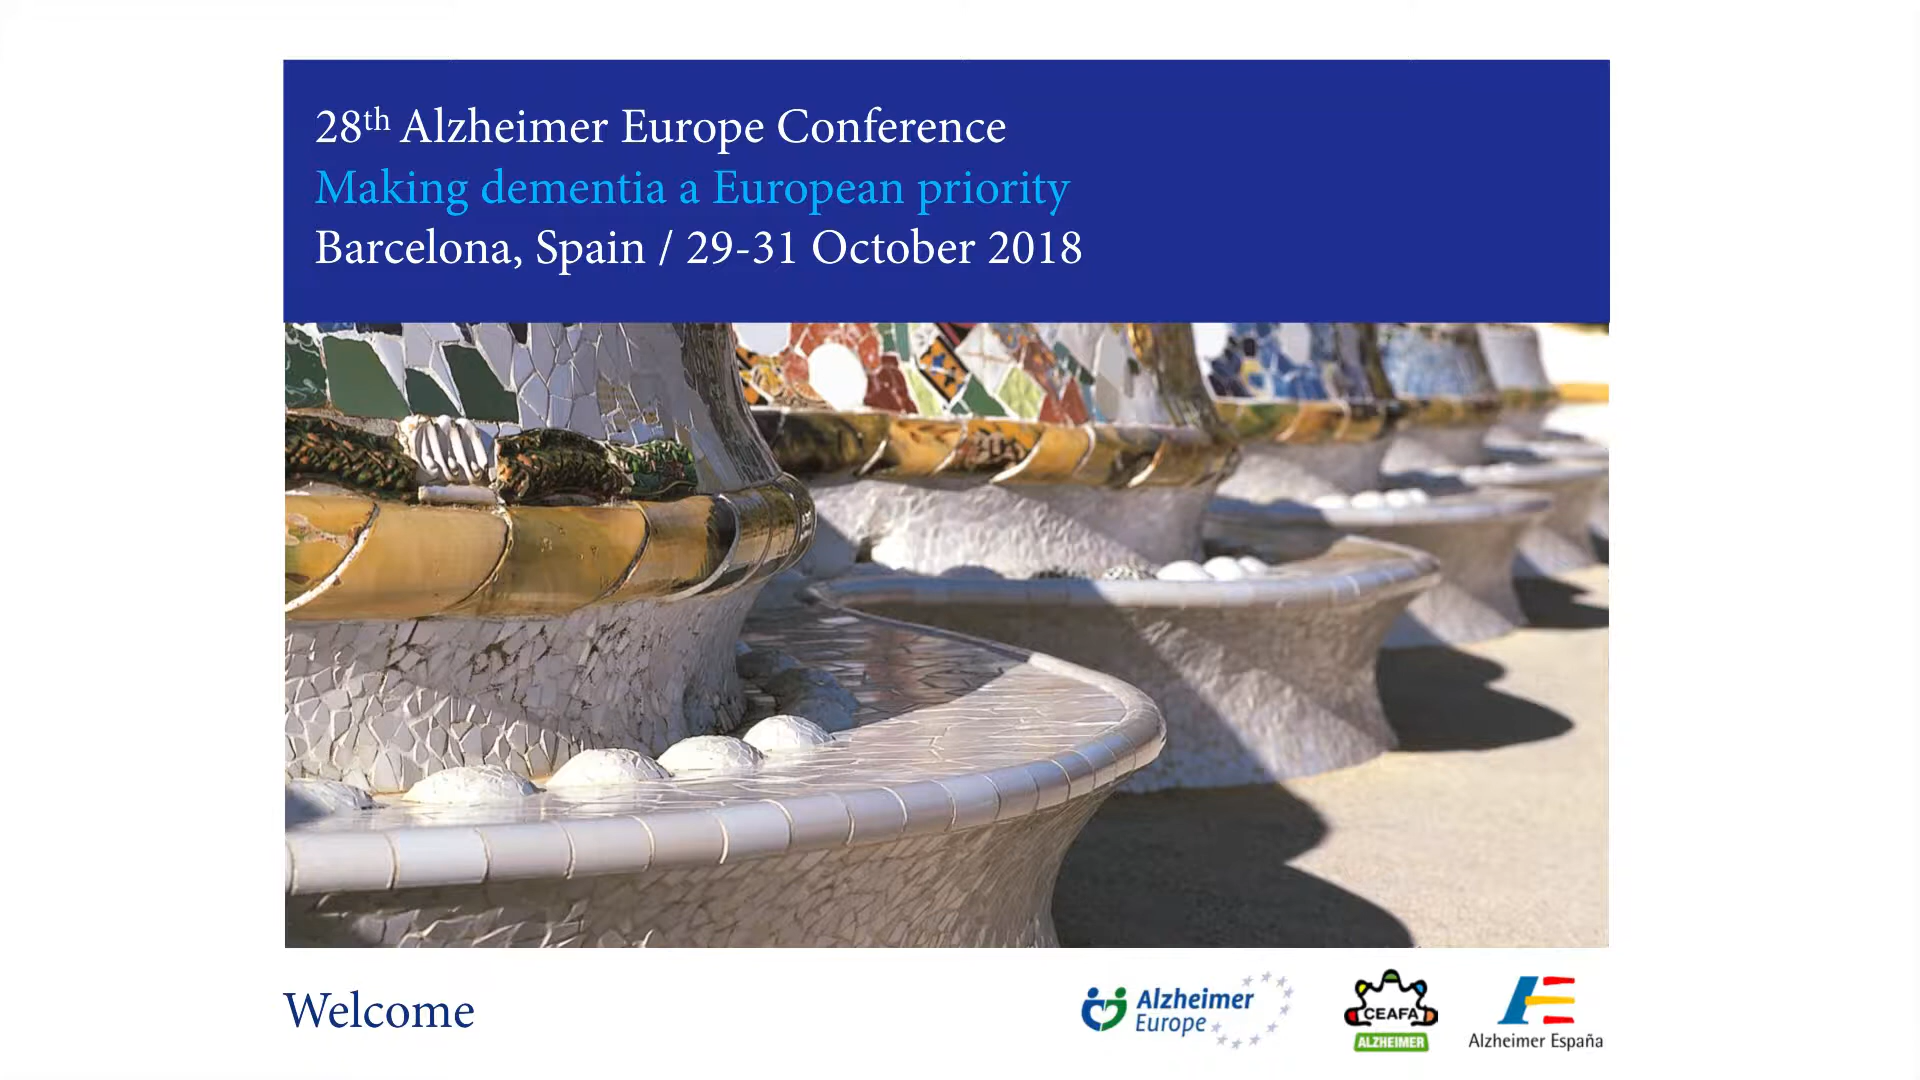 28th Alzheimer Europe Conference
Making dementia a European priority
Barcelona, Spain / 29-31 October 2018
Welcome
Alzheimer
Europe
CEAFA
ALZHEIMER
Alzheimer España